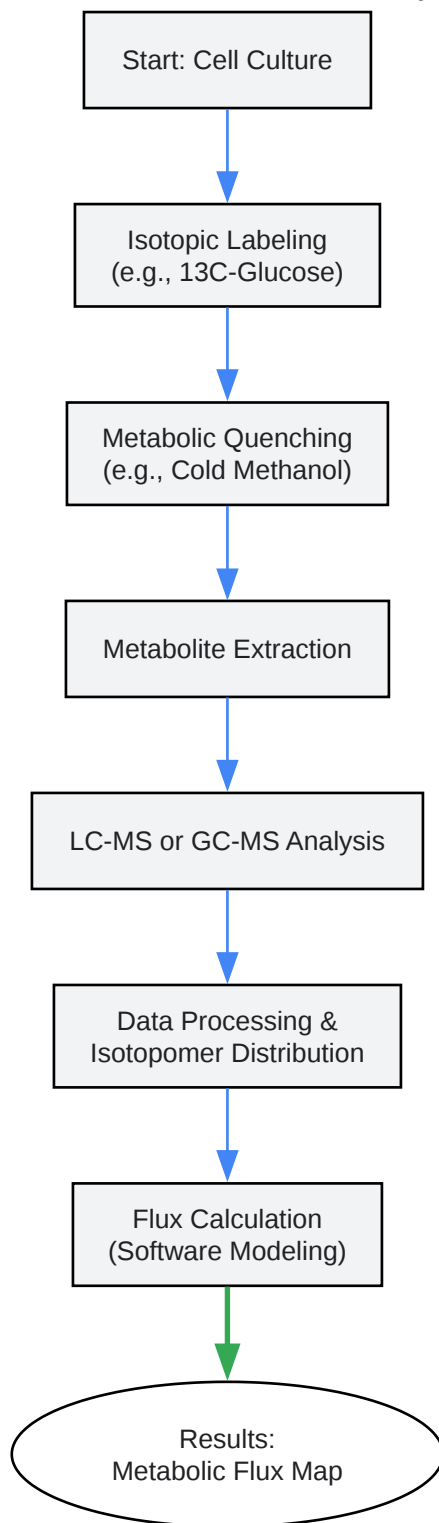 Start: Cell Culture
Isotopic Labeling
(e.g., 13C-Glucose)
Metabolic Quenching
(e.g., Cold Methanol)
Metabolite Extraction
LC-MS or GC-MS Analysis
Data Processing &
Isotopomer Distribution
Flux Calculation
(Software Modeling)
Results:
Metabolic Flux Map